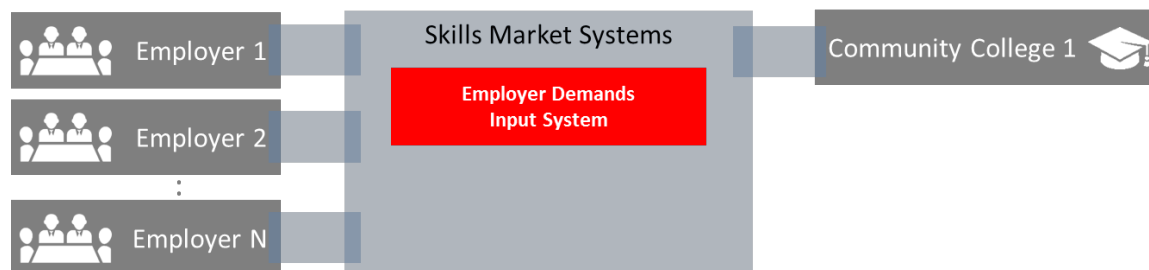 Employer 1
Employer 2
:
Employer N
Skills Market Systems
Employer Demands
Input System
Community College 1